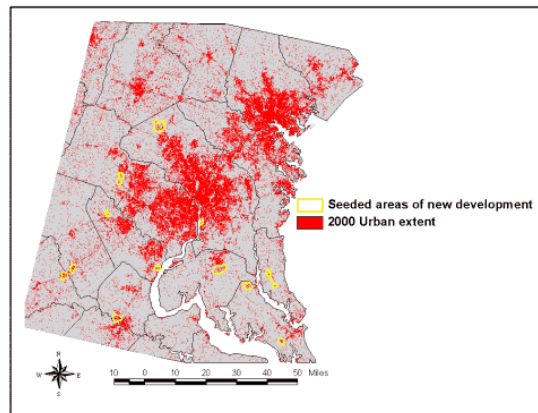 Seeded areas of new development
2000 Urban extent
N
W E
S
10 0 10 20 30 40 50 Miles